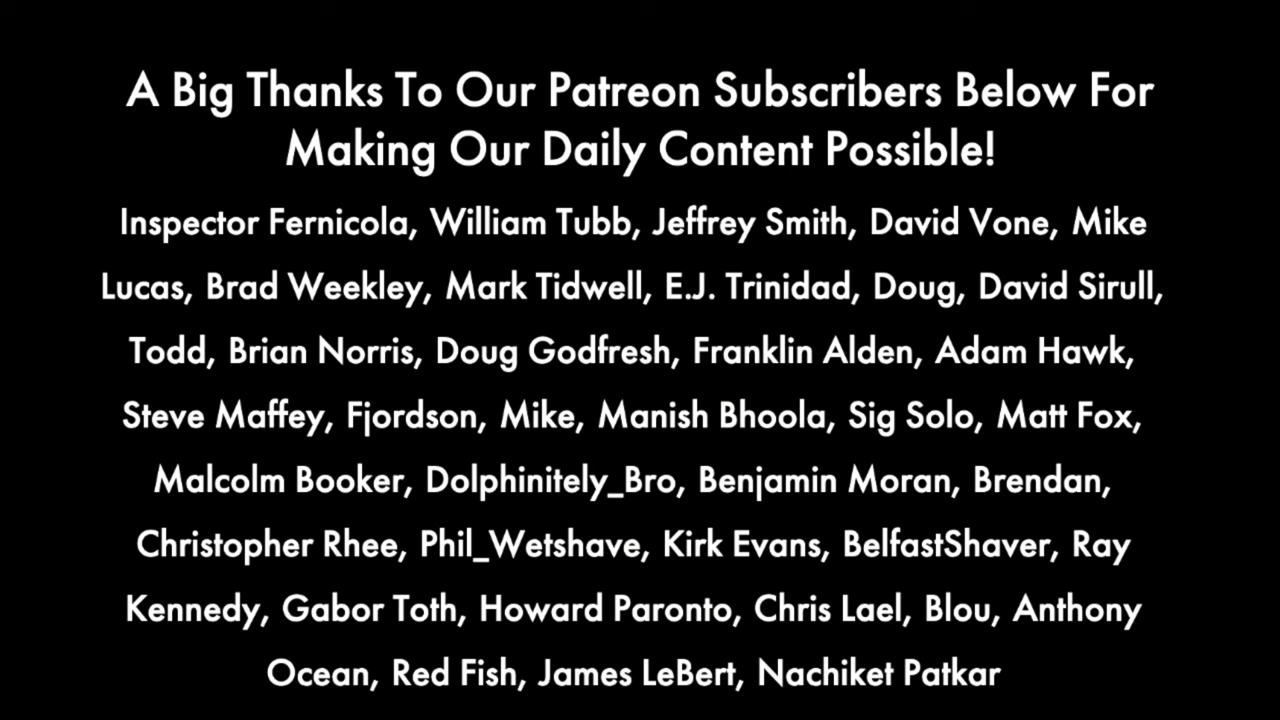 A Big Thanks To Our Patreon Subscribers Below For
Making Our Daily Content Possible!
Inspector Fernicola, William Tubb, Jeffrey Smith, David Vone, Mike
Lucas, Brad Weekley, Mark Tidwell, E.J. Trinidad, Doug, David Sirull,
Todd, Brian Norris, Doug Godfresh, Franklin Alden, Adam Hawk,
Steve Maffey, Fjordson, Mike, Manish Bhoola, Sig Solo, Matt Fox,
Malcolm Booker, Dolphinitely_Bro, Benjamin Moran, Brendan,
Christopher Rhee, Phil_Wetshave, Kirk Evans, BelfastShaver, Ray
Kennedy, Gabor Toth, Howard Paronto, Chris Lael, Blou, Anthony
Ocean, Red Fish, James LeBert, Nachiket Patkar